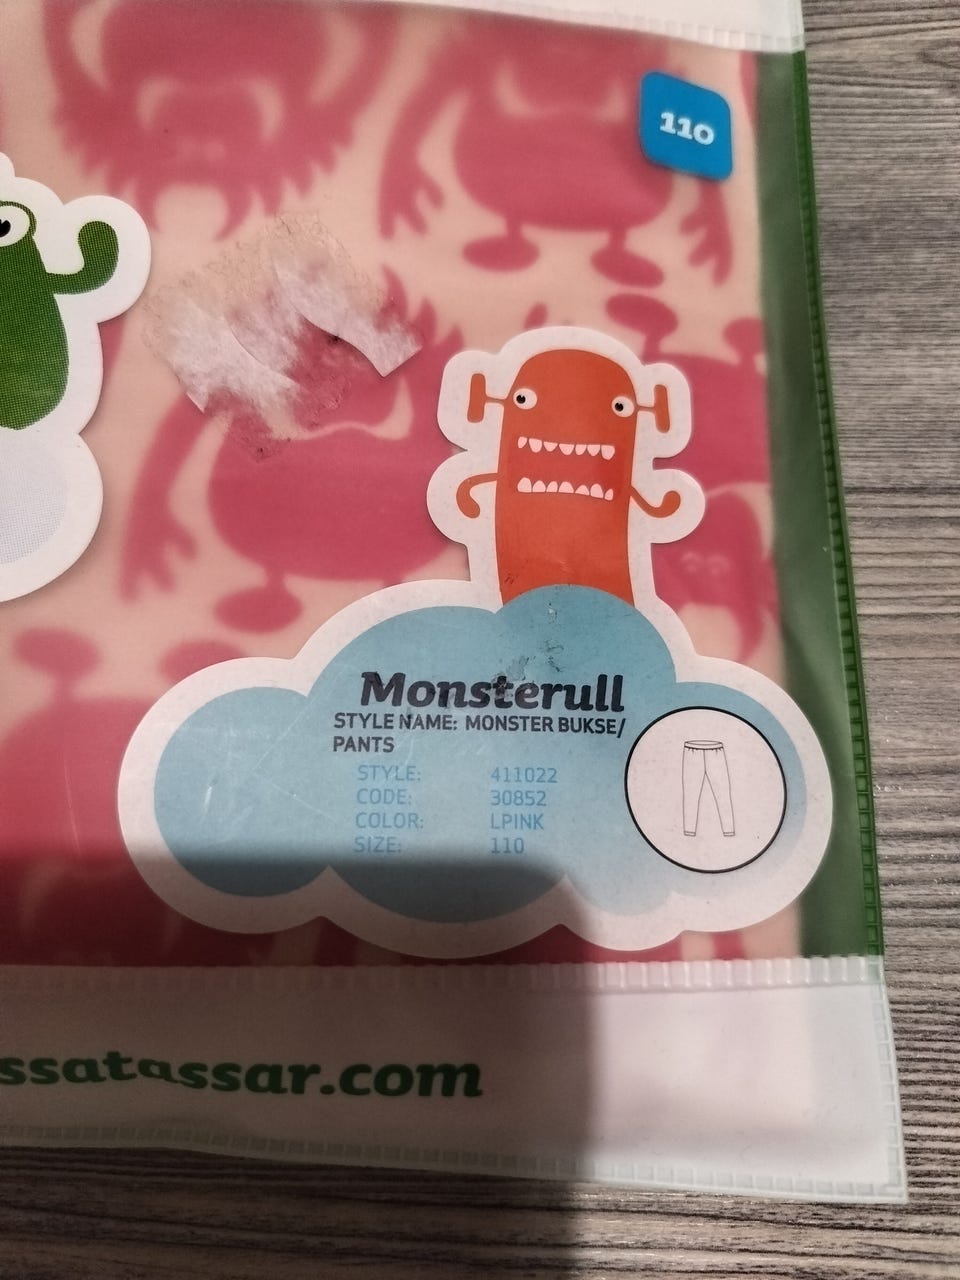 110
Monsterull
STYLE NAME: MONSTER BUKSE/
PANTS
STYLE: 411022
CODE: 30852
COLOR: LPINK
SIZE: 110
ssatassar.com